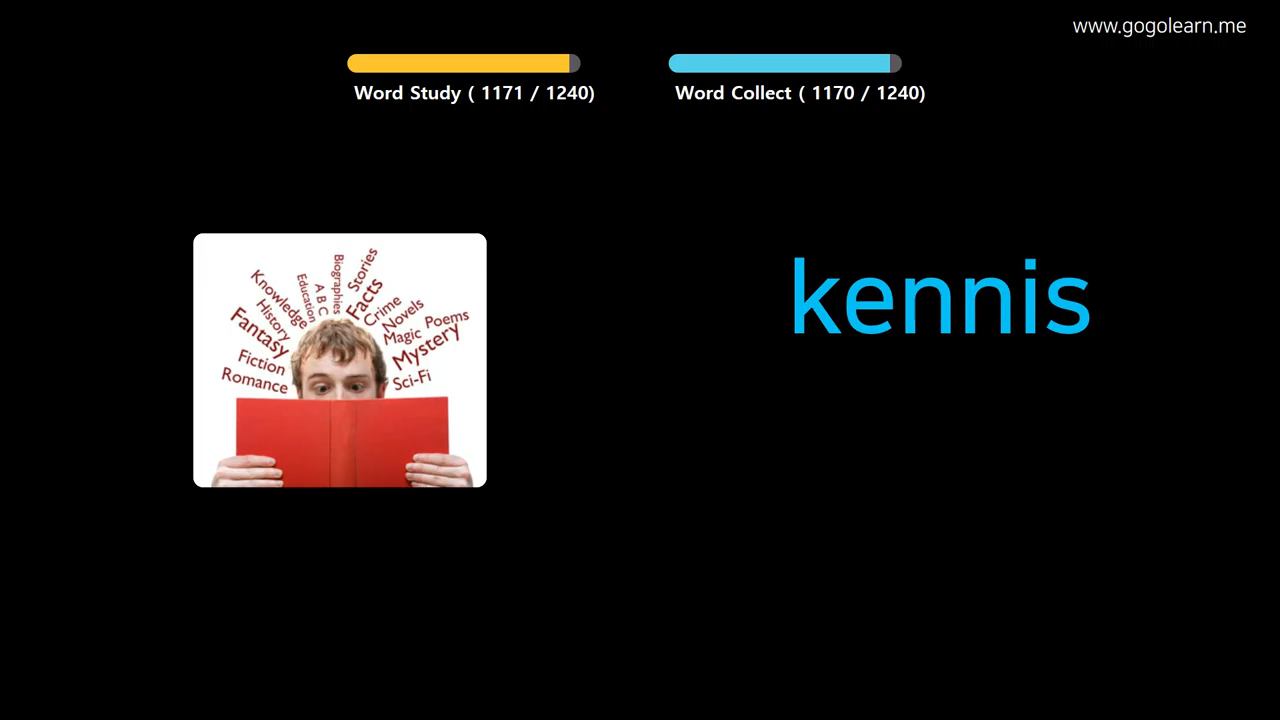 www.gogolearn.me
Word Study ( 1171 / 1240)
Word Collect ( 1170 / 1240)
kennis
Knowledge
History
Fantasy
Fiction
Romance
Education
A B C
Biographies
Stories
Facts
Crime
Novels
Magic
Poems
Mystery
Sci-Fi